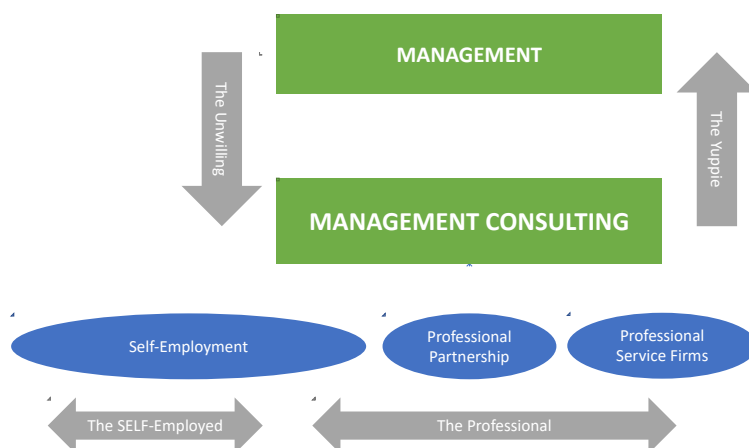 MANAGEMENT
The Unwilling
The Yuppie
MANAGEMENT CONSULTING
Self-Employment
Professional
Partnership
Professional
Service Firms
The SELF-Employed
The Professional